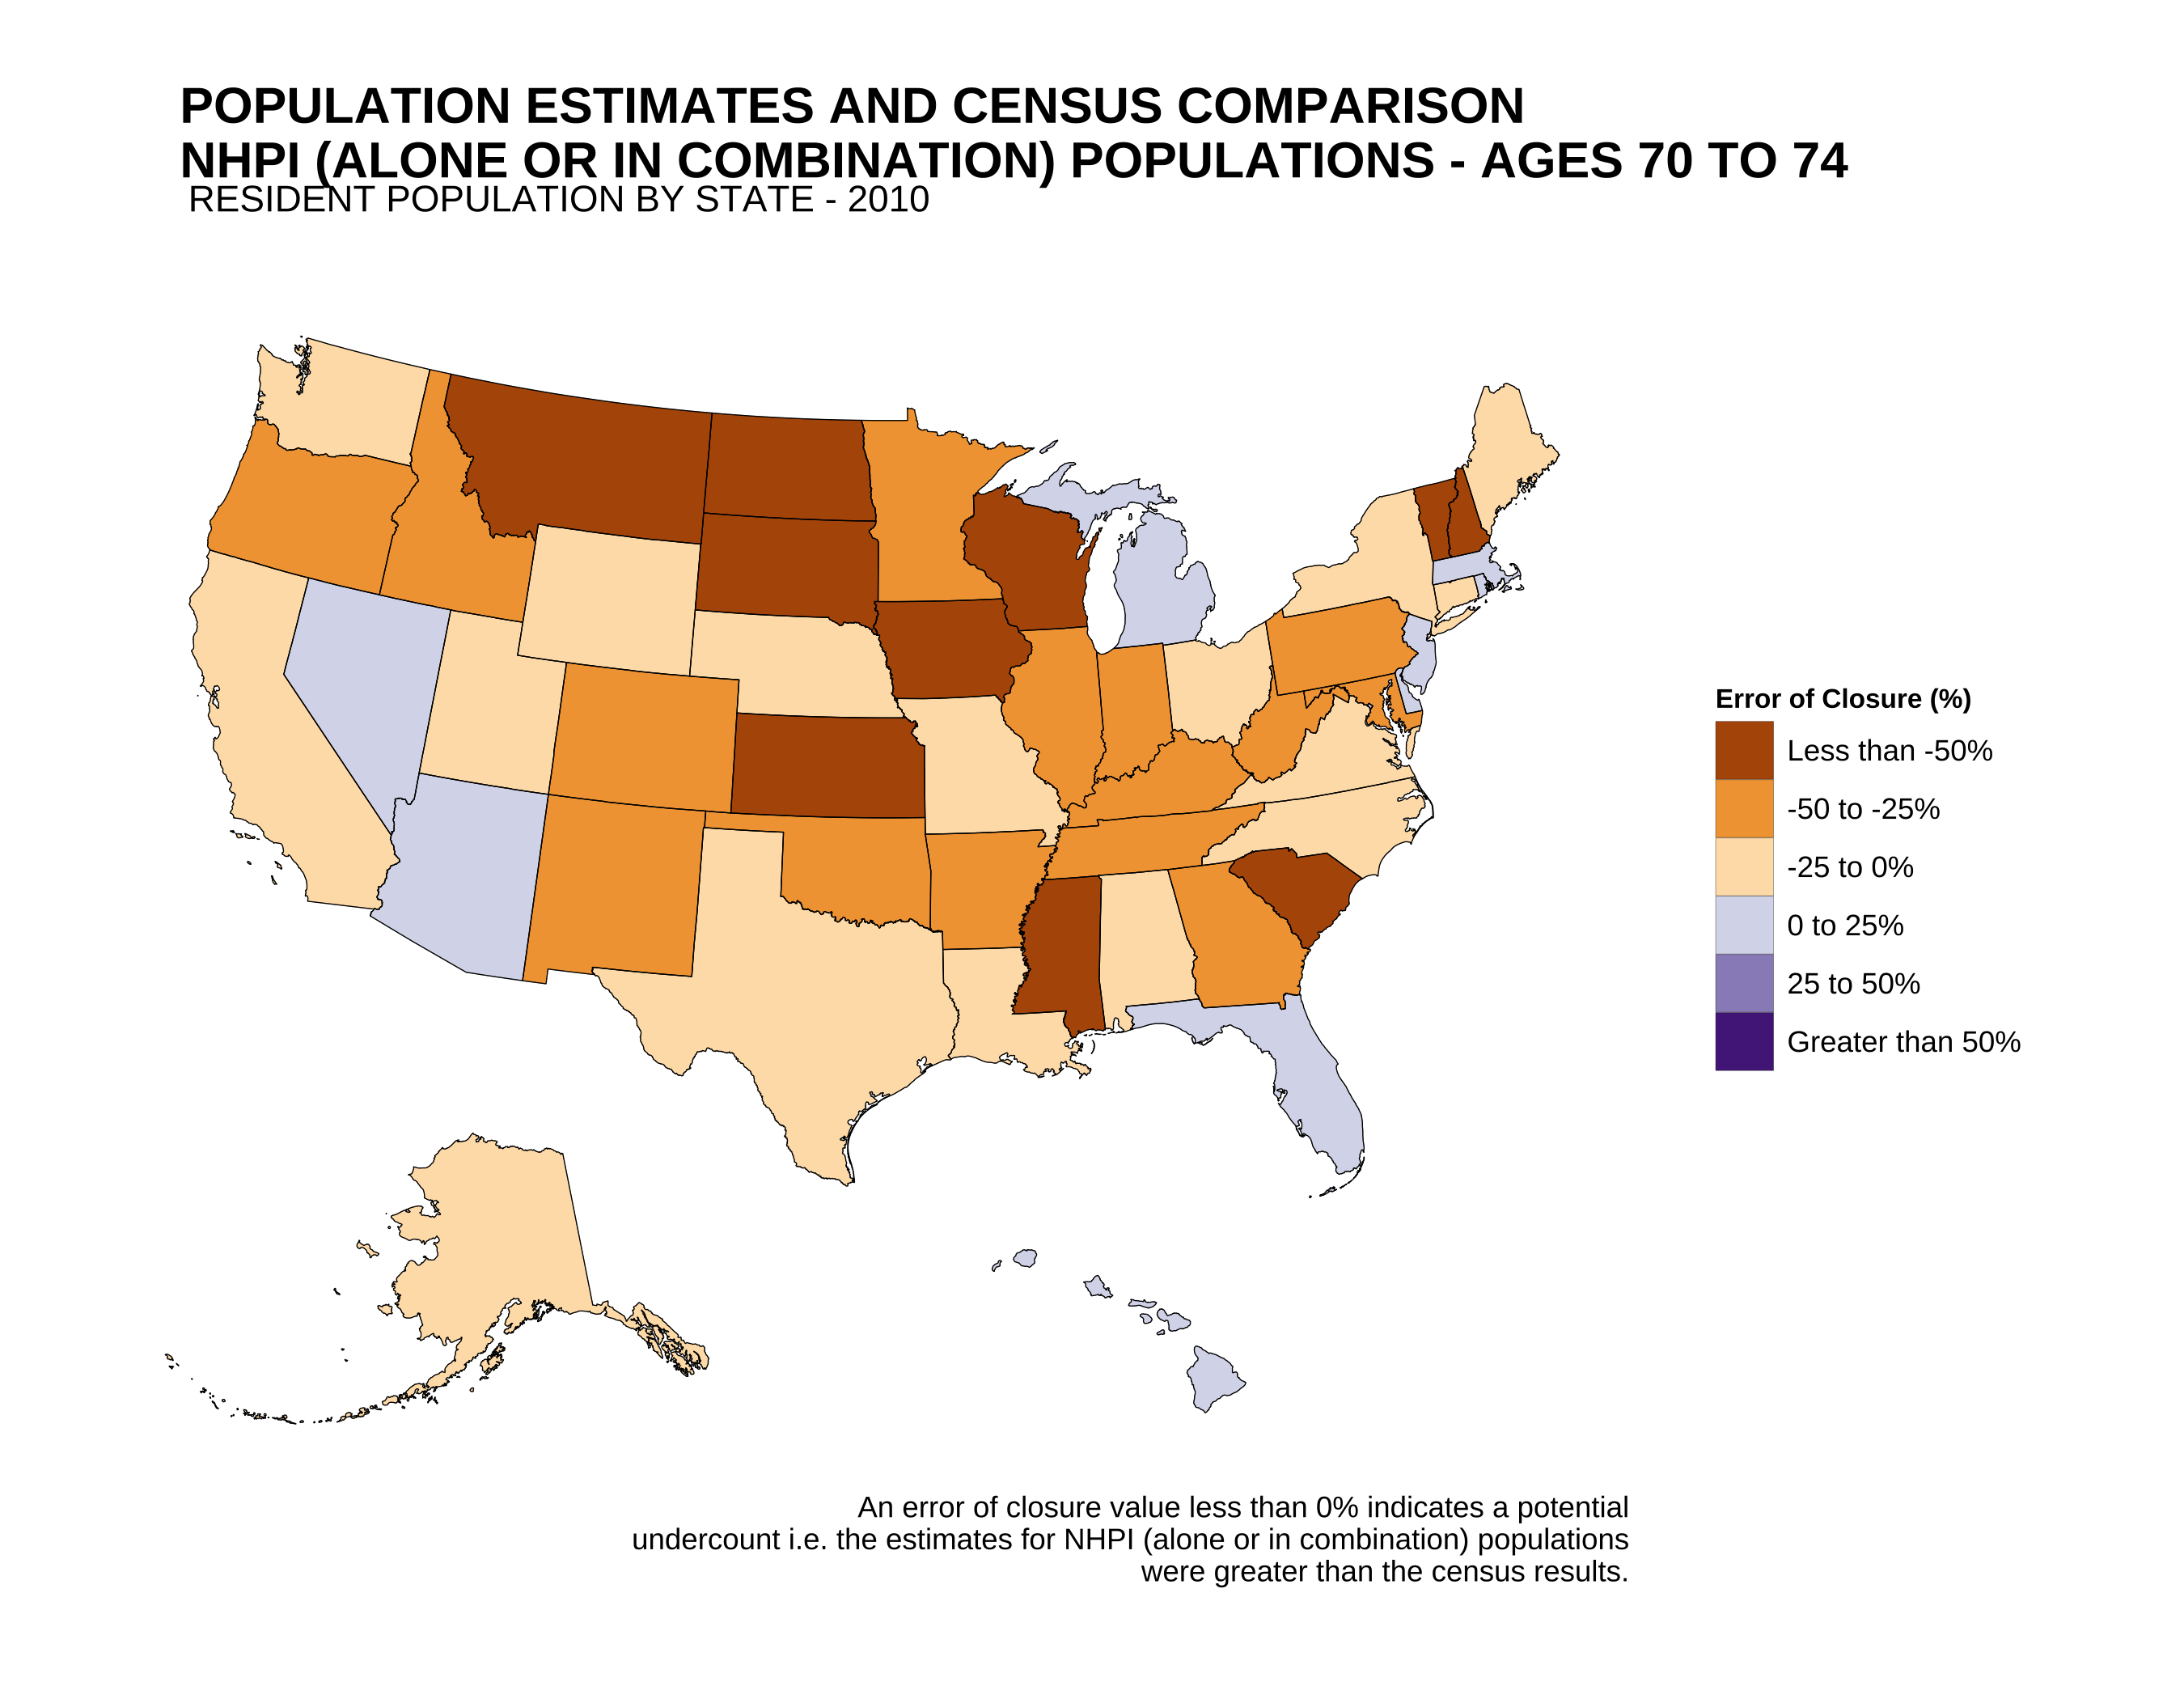 POPULATION ESTIMATES AND CENSUS COMPARISON
NHPI (ALONE OR IN COMBINATION) POPULATIONS - AGES 70 TO 74
RESIDENT POPULATION BY STATE - 2010
Error of Closure (%)
Less than -50%
-50 to -25%
-25 to 0%
0 to 25%
25 to 50%
Greater than 50%
An error of closure value less than 0% indicates a potential
undercount i.e. the estimates for NHPI (alone or in combination) populations
were greater than the census results.